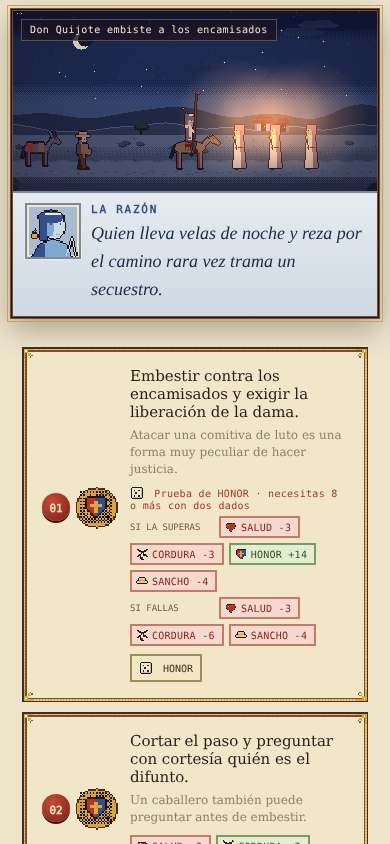 Don Quijote embiste a los encamisados
LA RAZÓN
Quien lleva velas de noche y reza por
el camino rara vez trama un
secuestro.
01
Embestir contra los
encamisados y exigir la
liberación de la dama.
Atacar una comitiva de luto es una
forma muy peculiar de hacer
justicia.
Prueba de HONOR · necesitas 8
o más con dos dados
SI LA SUPERAS SALUD -3
CORDURA -3 HONOR +14
SANCHO -4
SI FALLAS SALUD -3
CORDURA -6 SANCHO -4
HONOR
02
Cortar el paso y preguntar
con cortesía quién es el
difunto.
Un caballero también puede
preguntar antes de embestir.